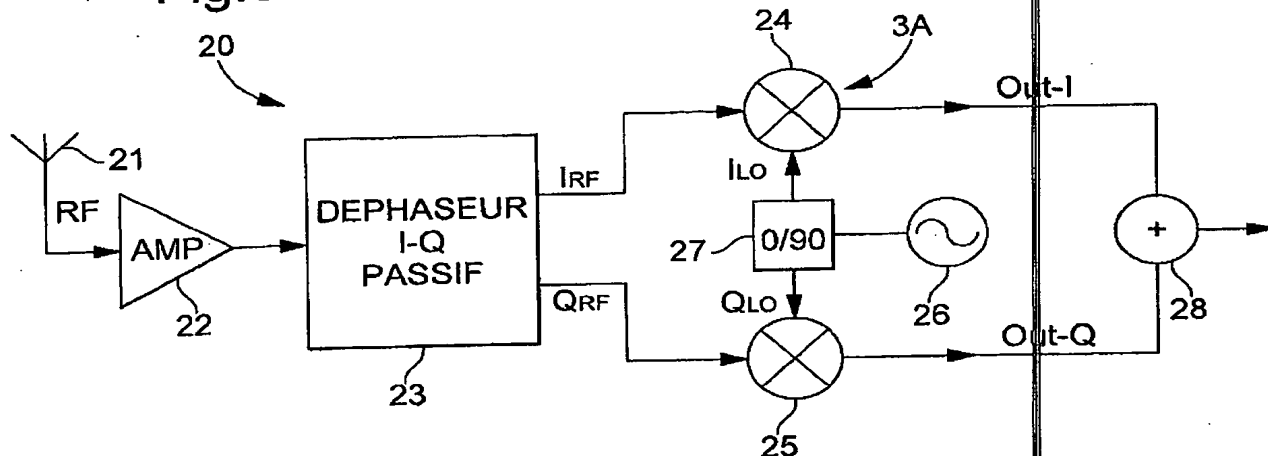 Fig.
20
24
3A
Out-I
21
IRF
ILO
RF
DEPHASEUR
I-Q
PASSIF
AMP
27
0/90
+
QRF
QLO
26
28
22
Out-Q
23
25